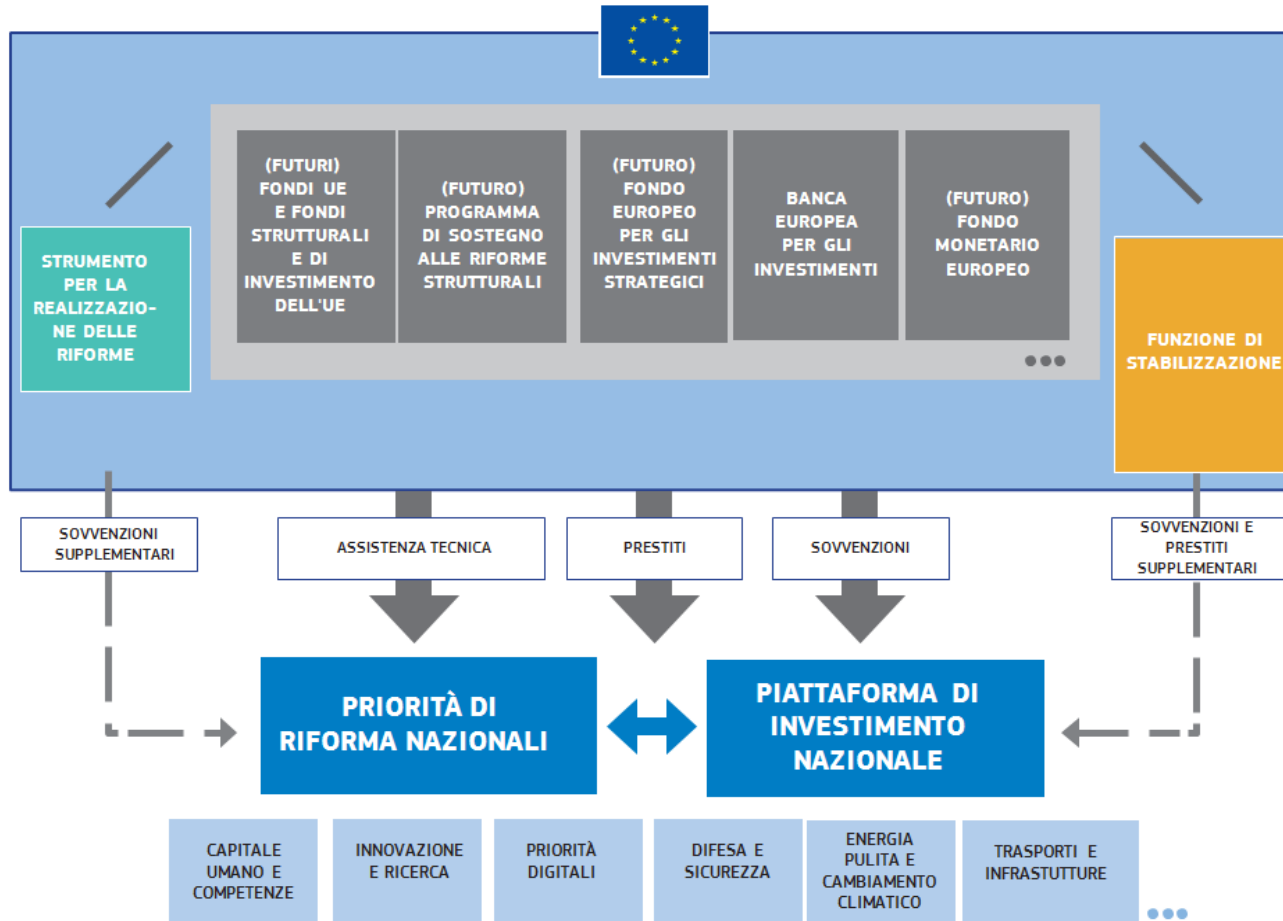 (FUTURI)
FONDI UE
E FONDI
STRUTTURALI
E DI
INVESTIMENTO
DELL'UE
(FUTURO)
PROGRAMMA
DI SOSTEGNO
ALLE RIFORME
STRUTTURALI
(FUTURO)
FONDO
EUROPEO
PER GLI
INVESTIMENTI
STRATEGICI
BANCA
EUROPEA
PER GLI
INVESTIMENTI
(FUTURO)
FONDO
MONETARIO
EUROPEO
STRUMENTO
PER LA
REALIZZAZIO-
NE DELLE
RIFORME
FUNZIONE DI
STABILIZZAZIONE
SOVVENZIONI
SUPPLEMENTARI
ASSISTENZA TECNICA
PRESTITI
SOVVENZIONI
SOVVENZIONI E
PRESTITI
SUPPLEMENTARI
PRIORITÀ DI
RIFORMA NAZIONALI
PIATTAFORMA DI
INVESTIMENTO
NAZIONALE
CAPITALE
UMANO E
COMPETENZE
INNOVAZIONE
E RICERCA
PRIORITÀ
DIGITALI
DIFESA E
SICUREZZA
ENERGIA
PULITA E
CAMBIAMENTO
CLIMATICO
TRASPORTI E
INFRASTUTTURE